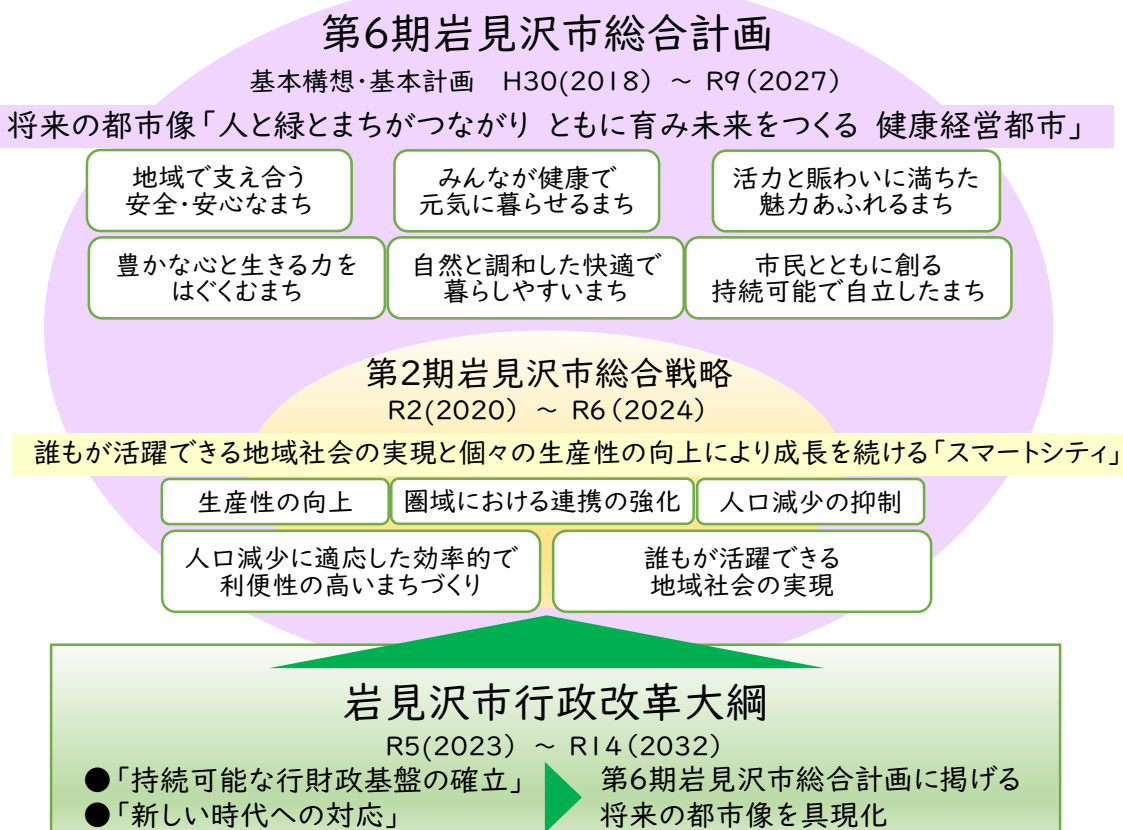 第6期岩見沢市総合計画
基本構想・基本計画　H30(2018) ～ R9(2027)
将来の都市像「人と緑とまちがつながり ともに育み未来をつくる 健康経営都市」
地域で支え合う
安全・安心なまち
みんなが健康で
元気に暮らせるまち
活力と賑わいに満ちた
魅力あふれるまち
豊かな心と生きる力を
はぐくむまち
自然と調和した快適で
暮らしやすいまち
市民とともに創る
持続可能で自立したまち
第2期岩見沢市総合戦略
R2(2020) ～ R6(2024)
誰もが活躍できる地域社会の実現と個々の生産性の向上により成長を続ける「スマートシティ」
生産性の向上
圏域における連携の強化
人口減少の抑制
人口減少に適応した効率的で
利便性の高いまちづくり
誰もが活躍できる
地域社会の実現
岩見沢市行政改革大綱
R5(2023) ～ R14(2032)
●「持続可能な行財政基盤の確立」
●「新しい時代への対応」
第6期岩見沢市総合計画に掲げる
将来の都市像を具現化